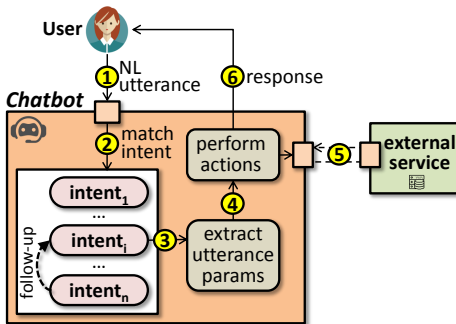 User
1 NL
utterance
6 response
Chatbot
2 match
intent
perform
actions
5
external
service
intent1
...
intenti
3
4
extract
utterance
params
...
intentn
follow-up